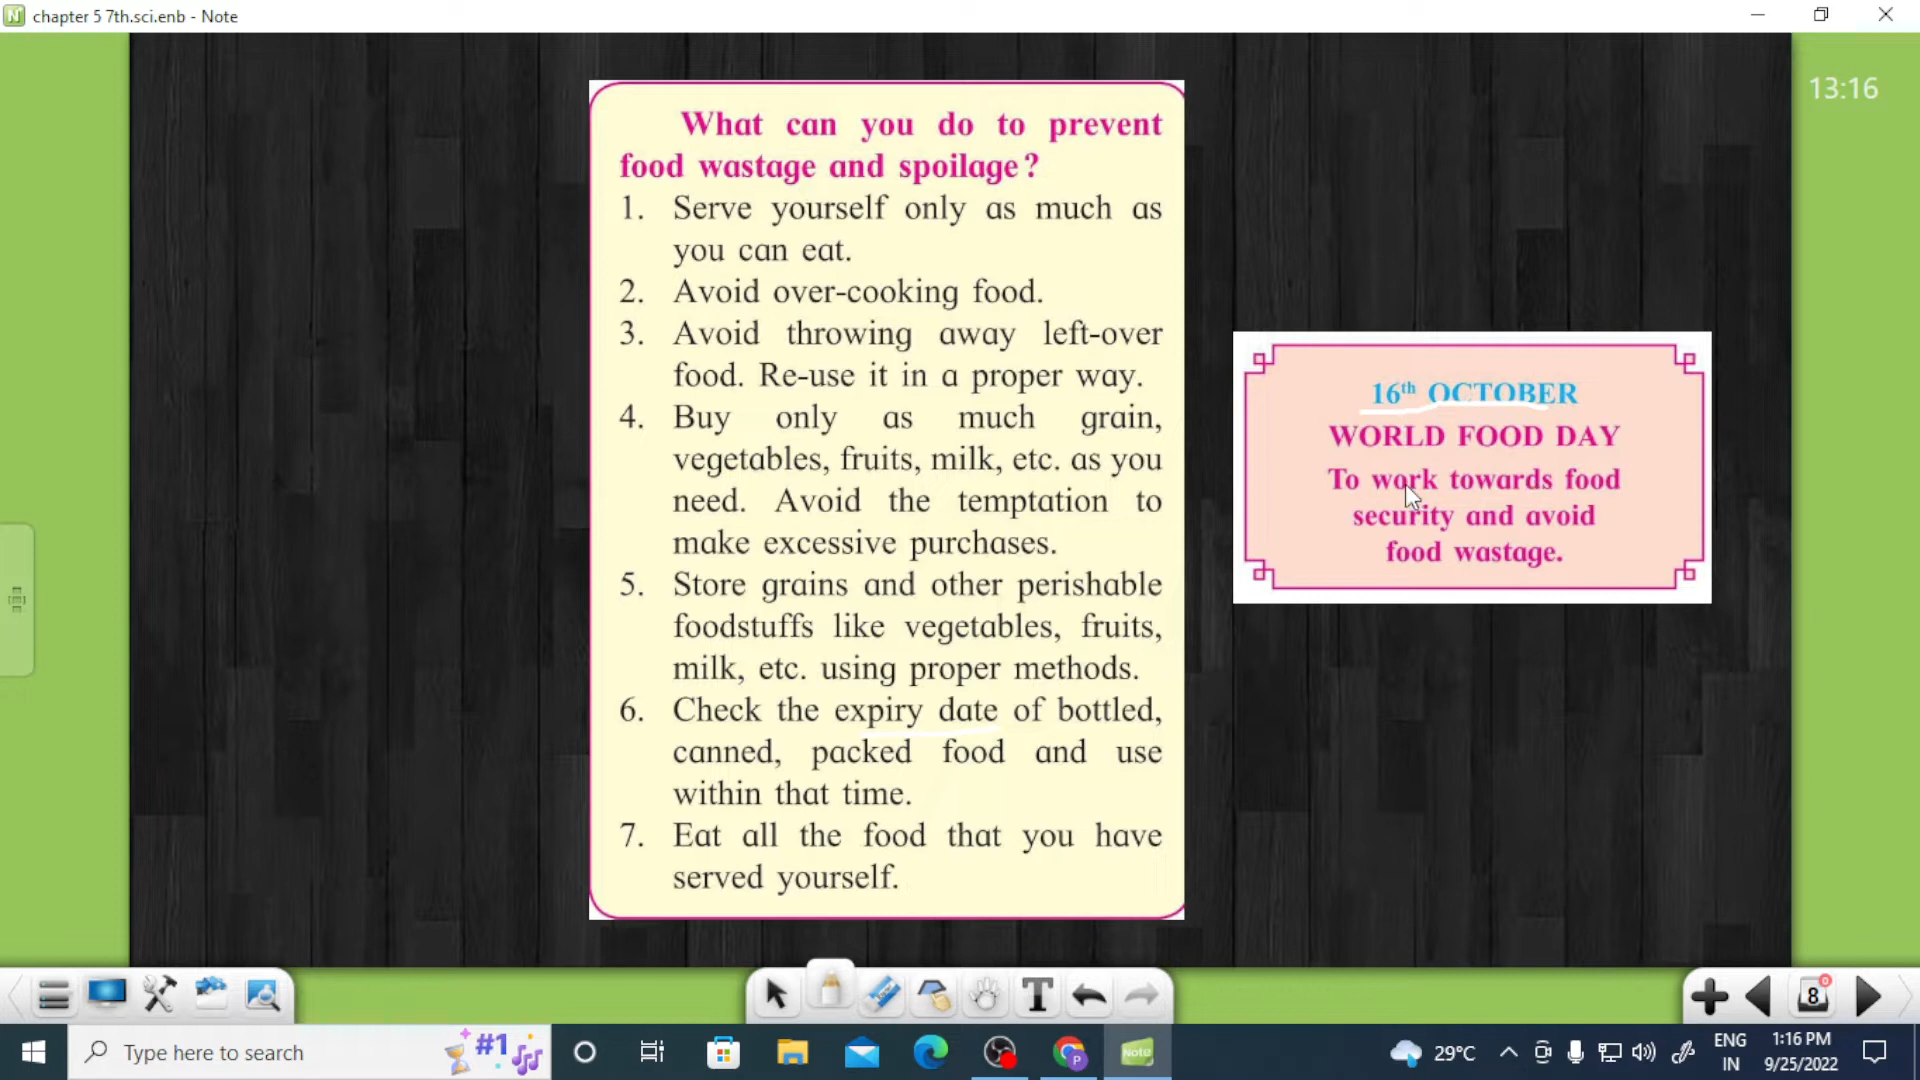 chapter 5 7th.sci.enb - Note
13:16
What can you do to prevent
food wastage and spoilage?
1. Serve yourself only as much as
you can eat.
2. Avoid over-cooking food.
3. Avoid throwing away left-over
food. Re-use it in a proper way.
4. Buy only as much grain,
vegetables, fruits, milk, etc. as you
need. Avoid the temptation to
make excessive purchases.
5. Store grains and other perishable
foodstuffs like vegetables, fruits,
milk, etc. using proper methods.
6. Check the expiry date of bottled,
canned, packed food and use
within that time.
7. Eat all the food that you have
served yourself.
16th OCTOBER
WORLD FOOD DAY
To work towards food
security and avoid
food wastage.
T
8
0
Type here to search
#1
P
Note
29°C
ENG
IN
1:16 PM
9/25/2022